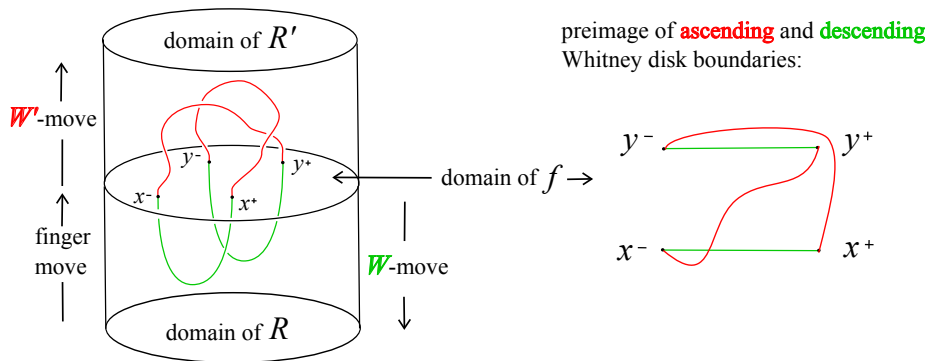 domain of R'
W'-move
finger
move
y⁻
y⁺
x⁻
x⁺
domain of f
W-move
domain of R
preimage of ascending and descending
Whitney disk boundaries:
y⁻
y⁺
x⁻
x⁺